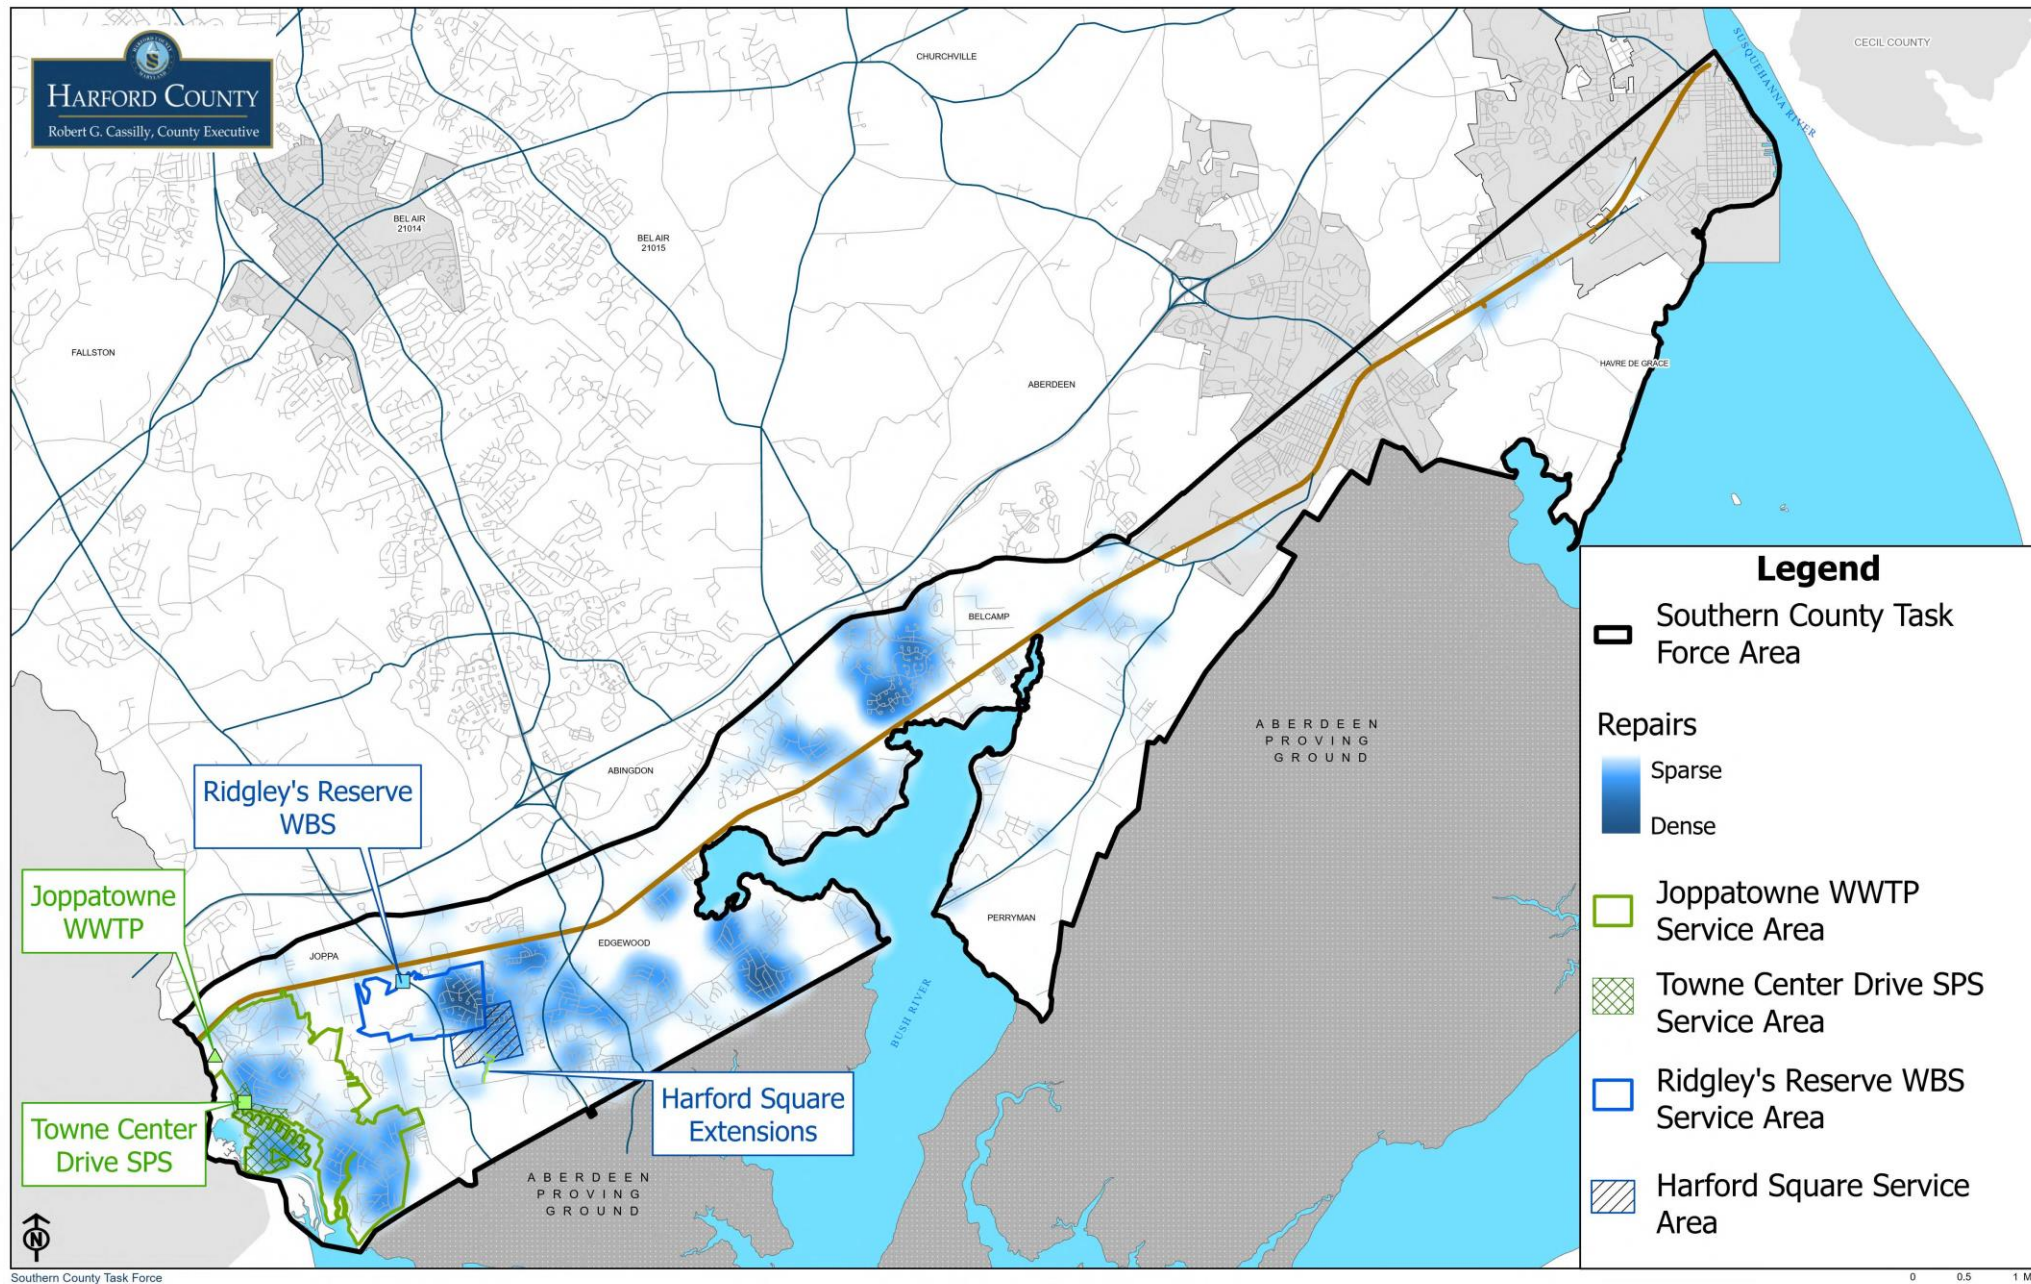 HARFORD COUNTY
Robert G. Cassilly, County Executive
CHURCHVILLE
CECIL COUNTY
SUSQUEHANNA RIVER
BEL AIR
21014
BEL AIR
21015
FALLSTON
ABERDEEN
HAVRE DE GRACE
BELCAMP
ABERDEEN
PROVING
GROUND
ABINGDON
Ridgley's Reserve
WBS
Joppatowne
WWTP
JOPPA
EDGEWOOD
PERRYMAN
BUSH RIVER
Towne Center
Drive SPS
Harford Square
Extensions
ABERDEEN
PROVING
GROUND
N
Legend
Southern County Task
Force Area
Repairs
Sparse
Dense
Joppatowne WWTP
Service Area
Towne Center Drive SPS
Service Area
Ridgley's Reserve WBS
Service Area
Harford Square Service
Area
Southern County Task Force
0 0.5 1 M